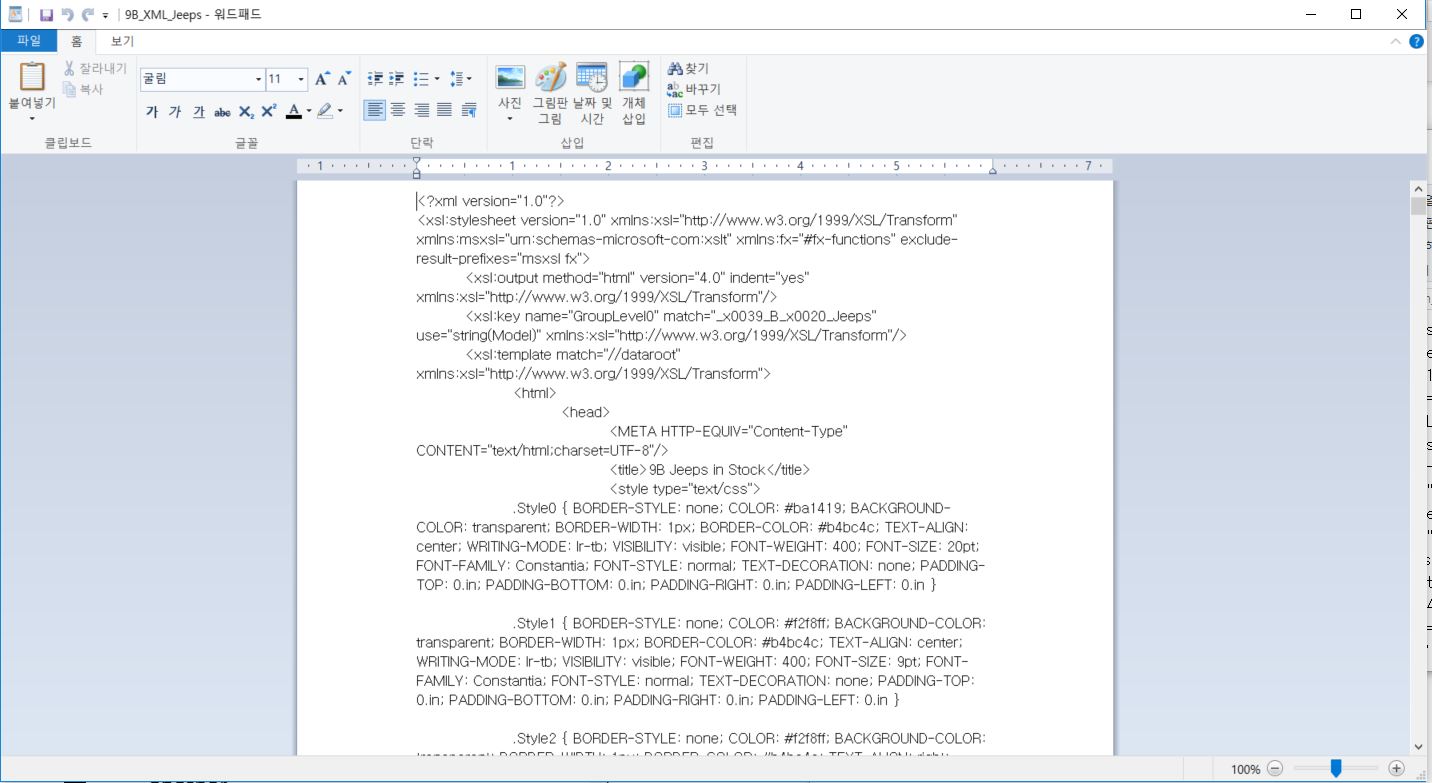 9B_XML_Jeeps - 워드패드
파일 홈 보기
붙여넣기
잘라내기
복사
클립보드
굴림 11
가 가 가 abc X₂ X² A
글꼴
단락
사진
그림판 그림
날짜 및 시간
개체 삽입
삽입
찾기
바꾸기
모두 선택
편집
1 1 2 3 4 5 7
<?xml version="1.0"?>
<xsl:stylesheet version="1.0" xmlns:xsl="http://www.w3.org/1999/XSL/Transform"
xmlns:msxsl="urn:schemas-microsoft-com:xslt" xmlns:fx="#fx-functions" exclude-
result-prefixes="msxsl fx">
<xsl:output method="html" version="4.0" indent="yes"
xmlns:xsl="http://www.w3.org/1999/XSL/Transform"/>
<xsl:key name="GroupLevel0" match="_x0039_B_x0020_Jeeps"
use="string(Model)" xmlns:xsl="http://www.w3.org/1999/XSL/Transform"/>
<xsl:template match="//dataroot"
xmlns:xsl="http://www.w3.org/1999/XSL/Transform">
<html>
<head>
<META HTTP-EQUIV="Content-Type"
CONTENT="text/html;charset=UTF-8"/>
<title>9B Jeeps in Stock</title>
<style type="text/css">
.Style0 { BORDER-STYLE: none; COLOR: #ba1419; BACKGROUND-
COLOR: transparent; BORDER-WIDTH: 1px; BORDER-COLOR: #b4bc4c; TEXT-ALIGN:
center; WRITING-MODE: lr-tb; VISIBILITY: visible; FONT-WEIGHT: 400; FONT-SIZE: 20pt;
FONT-FAMILY: Constantia; FONT-STYLE: normal; TEXT-DECORATION: none; PADDING-
TOP: 0.in; PADDING-BOTTOM: 0.in; PADDING-RIGHT: 0.in; PADDING-LEFT: 0.in }
.Style1 { BORDER-STYLE: none; COLOR: #f2f8ff; BACKGROUND-COLOR:
transparent; BORDER-WIDTH: 1px; BORDER-COLOR: #b4bc4c; TEXT-ALIGN: center;
WRITING-MODE: lr-tb; VISIBILITY: visible; FONT-WEIGHT: 400; FONT-SIZE: 9pt; FONT-
FAMILY: Constantia; FONT-STYLE: normal; TEXT-DECORATION: none; PADDING-TOP:
0.in; PADDING-BOTTOM: 0.in; PADDING-RIGHT: 0.in; PADDING-LEFT: 0.in }
.Style2 { BORDER-STYLE: none; COLOR: #f2f8ff; BACKGROUND-COLOR:
100%